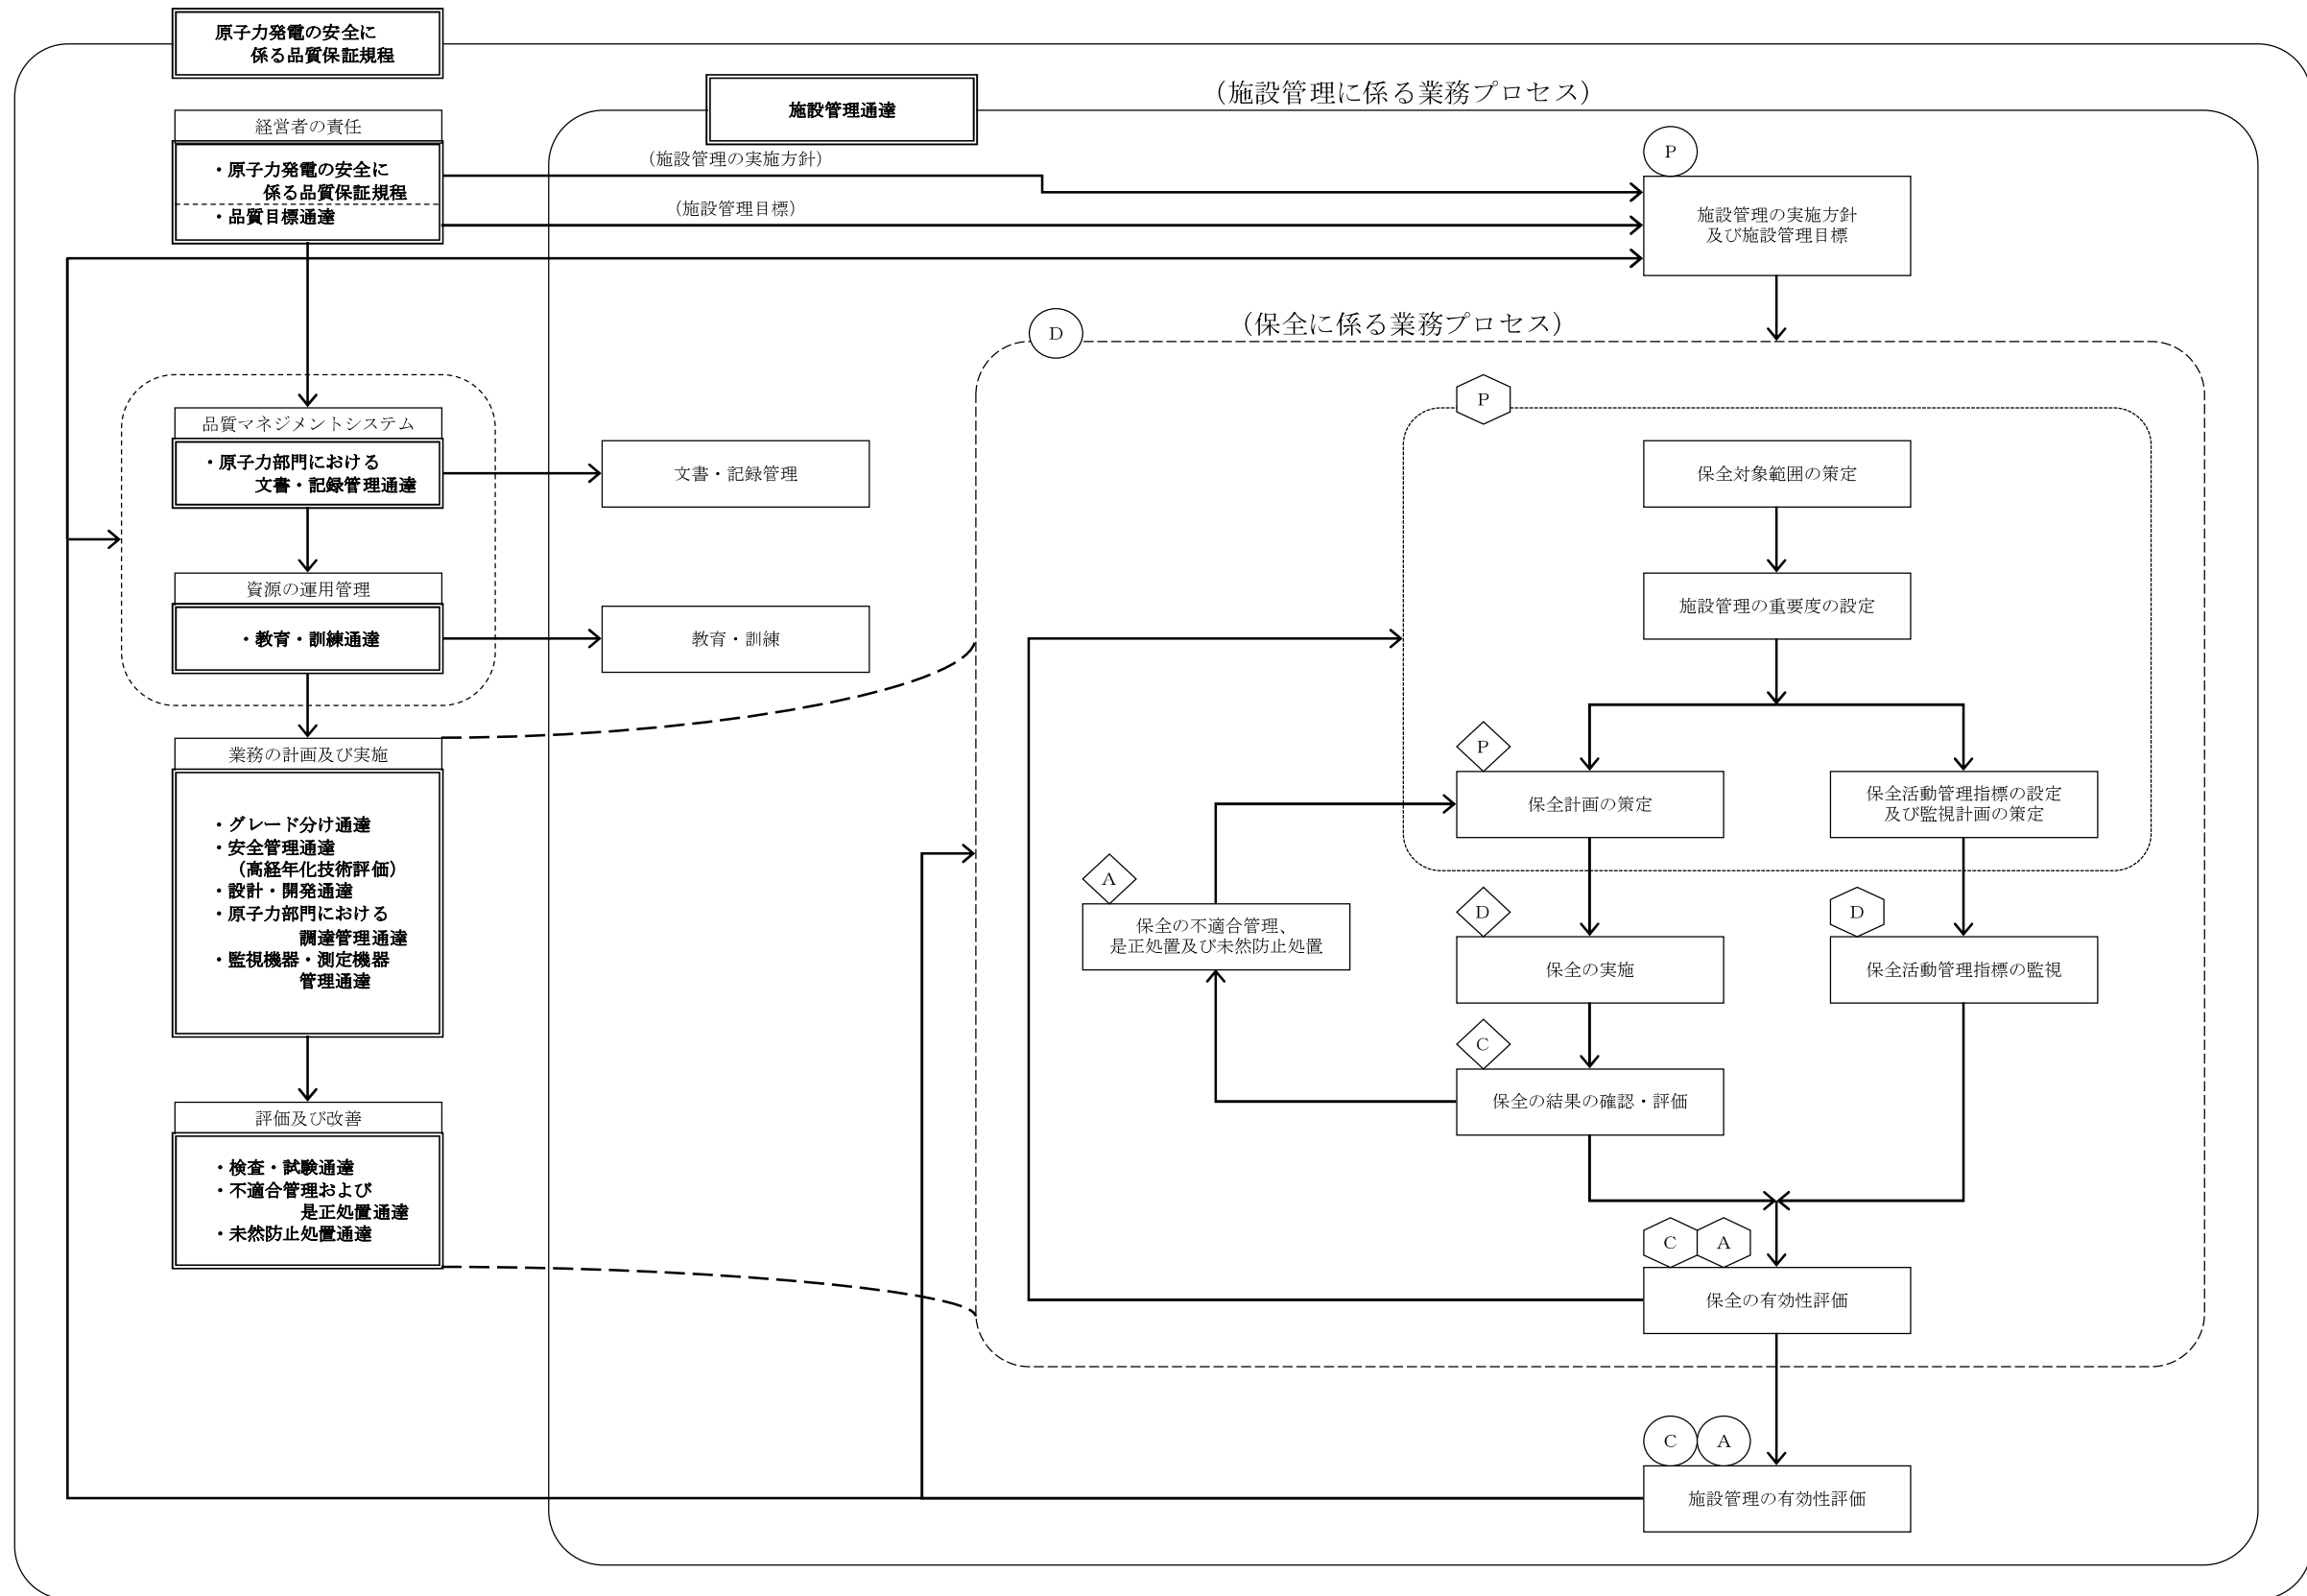 原子力発電の安全に
係る品質保証規程
施設管理通達
（施設管理に係る業務プロセス）
経営者の責任
・原子力発電の安全に
係る品質保証規程
・品質目標通達
（施設管理の実施方針）
（施設管理目標）
P
施設管理の実施方針
及び施設管理目標
D
（保全に係る業務プロセス）
品質マネジメントシステム
・原子力部門における
文書・記録管理通達
文書・記録管理
資源の運用管理
・教育・訓練通達
教育・訓練
業務の計画及び実施
・グレード分け通達
・安全管理通達
（高経年化技術評価）
・設計・開発通達
・原子力部門における
調達管理通達
・監視機器・測定機器
管理通達
評価及び改善
・検査・試験通達
・不適合管理および
是正処置通達
・未然防止処置通達
P
保全対象範囲の策定
施設管理の重要度の設定
P
保全計画の策定
保全活動管理指標の設定
及び監視計画の策定
A
保全の不適合管理、
是正処置及び未然防止処置
D
保全の実施
D
保全活動管理指標の監視
C
保全の結果の確認・評価
C
A
保全の有効性評価
C
A
施設管理の有効性評価